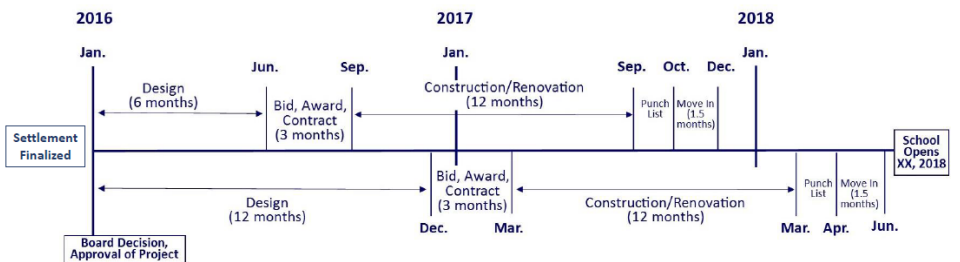 2016
2017
2018
Jan.
Jan.
Jan.
Jun.
Sep.
Sep.
Oct.
Dec.
Design
(6 months)
Bid, Award,
Contract
(3 months)
Construction/Renovation
(12 months)
Punch
List
Move In
(1.5
months)
Settlement
Finalized
School
Opens
XX, 2018
Design
(12 months)
Bid, Award,
Contract
(3 months)
Construction/Renovation
(12 months)
Punch
List
Move In
(1.5
months)
Dec.
Mar.
Mar.
Apr.
Jun.
Board Decision,
Approval of Project